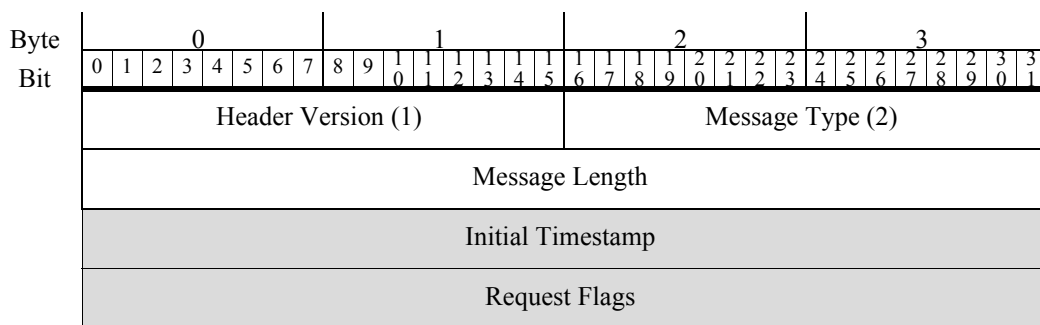 Byte 0 1 2 3
Bit 0 1 2 3 4 5 6 7 8 9 10 11 12 13 14 15 16 17 18 19 20 21 22 23 24 25 26 27 28 29 30 31
Header Version (1) Message Type (2)
Message Length
Initial Timestamp
Request Flags